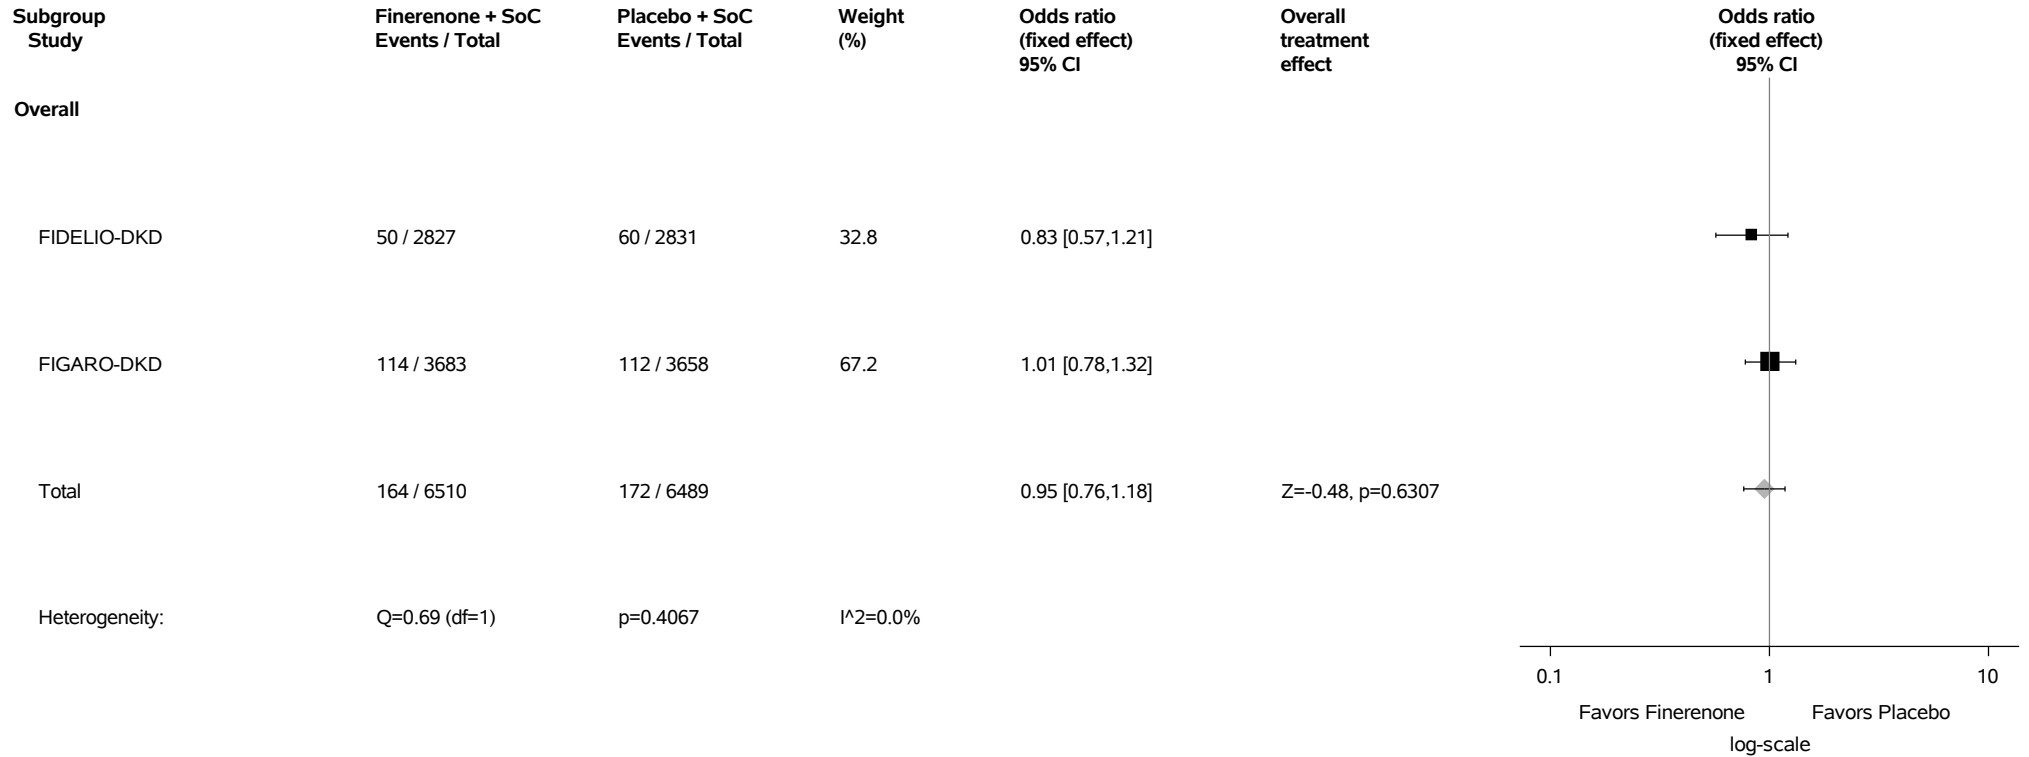 Subgroup Finerenone + SoC Placebo + SoC Weight Odds ratio Overall Odds ratio
Study Events / Total Events / Total (%) (fixed effect) treatment (fixed effect)
95% CI effect 95% CI
Overall
FIDELIO-DKD 50 / 2827 60 / 2831 32.8 0.83 [0.57,1.21]
FIGARO-DKD 114 / 3683 112 / 3658 67.2 1.01 [0.78,1.32]
Total 164 / 6510 172 / 6489 0.95 [0.76,1.18] Z=-0.48, p=0.6307
Heterogeneity: Q=0.69 (df=1) p=0.4067 I^2=0.0%
0.1 1 10
Favors Finerenone Favors Placebo
log-scale